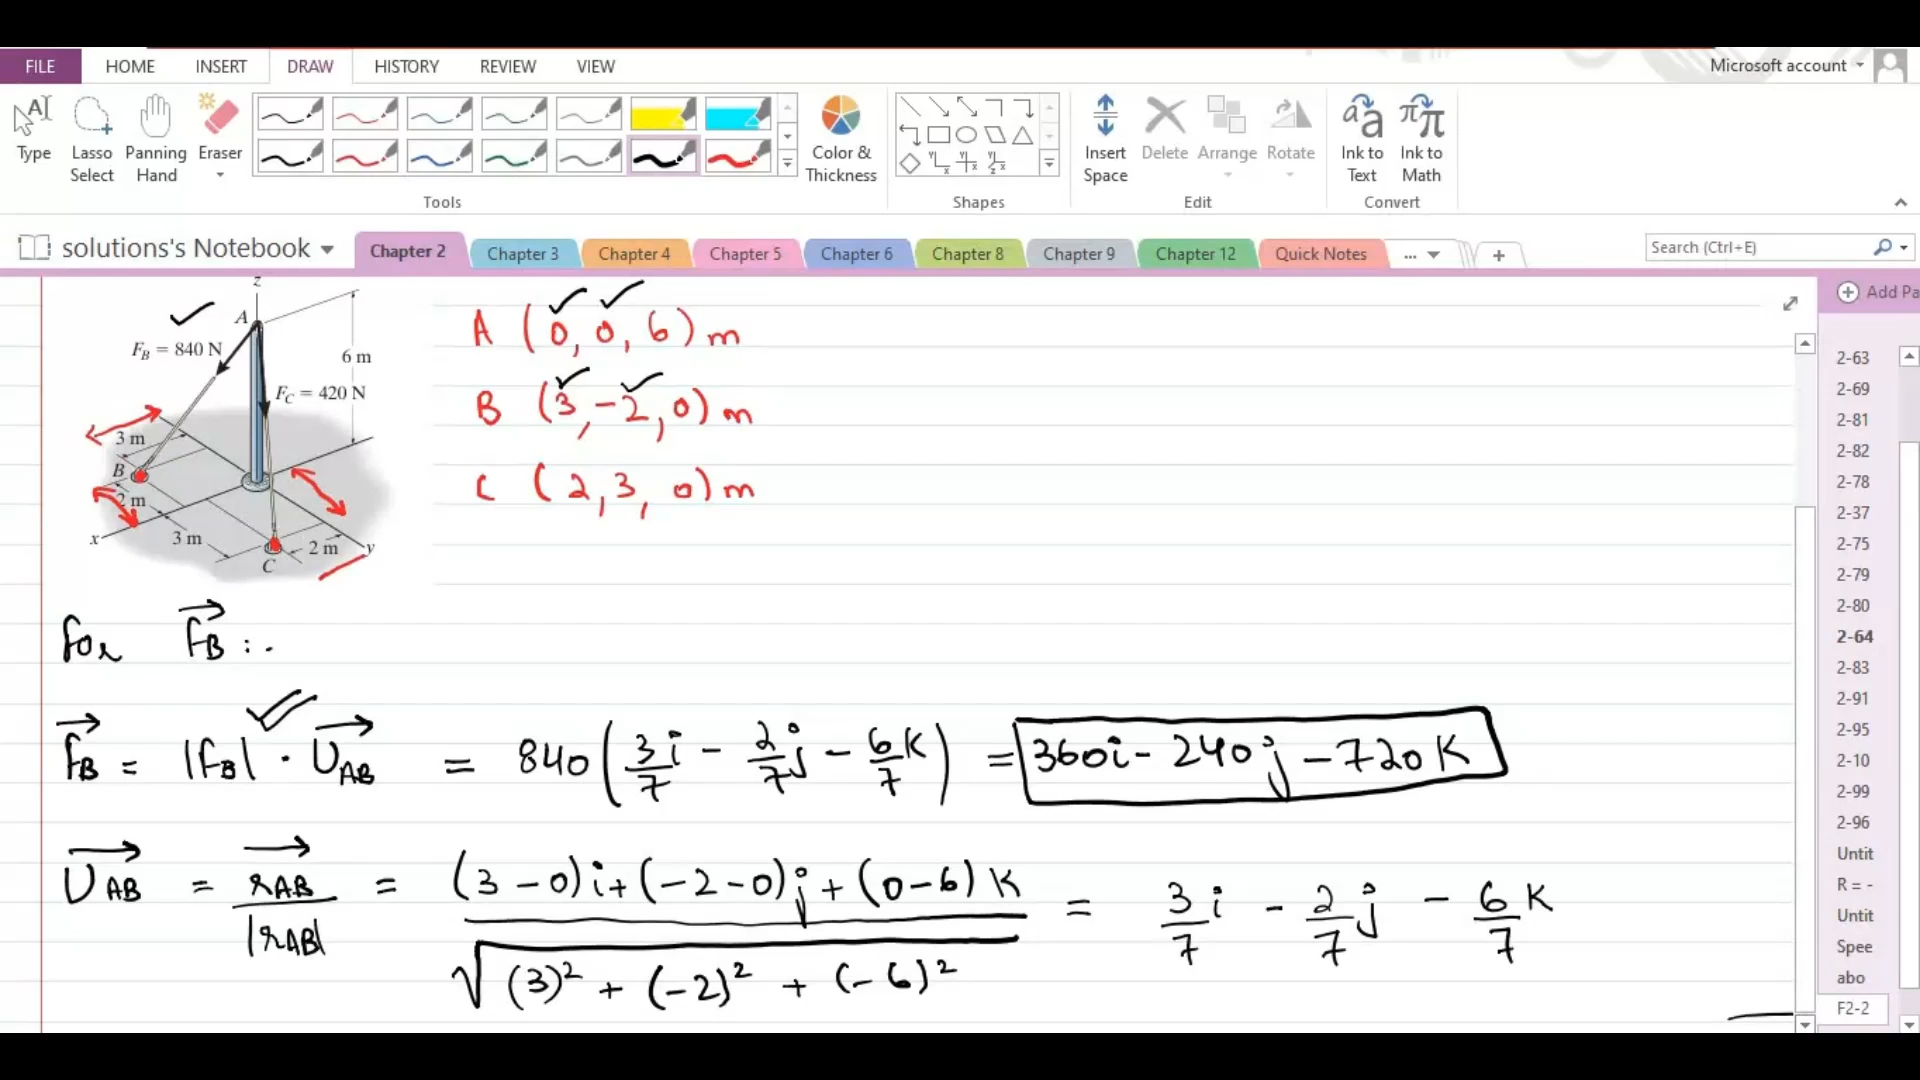 FILE HOME INSERT DRAW HISTORY REVIEW VIEW Microsoft account
Type Lasso Select Panning Hand Eraser Color & Thickness Insert Space Delete Arrange Rotate Ink to Text Ink to Math
Tools Shapes Edit Convert
solutions's Notebook Chapter 2 Chapter 3 Chapter 4 Chapter 5 Chapter 6 Chapter 8 Chapter 9 Chapter 12 Quick Notes ... + Search (Ctrl+E)
Add Pa
z
A
F_B = 840 N
6 m
F_C = 420 N
3 m
B
2 m
x
3 m
2 m
y
C
A (0, 0, 6) m
B (3, -2, 0) m
C (2, 3, 0) m
For F_B :.
F_B = |F_B| · U_AB = 840 (3/7 i - 2/7 j - 6/7 K) = 360i - 240j - 720K
U_AB = r_AB / |r_AB| = (3-0)i + (-2-0)j + (0-6)K / √(3)² + (-2)² + (-6)² = 3/7 i - 2/7 j - 6/7 K
2-63
2-69
2-81
2-82
2-78
2-37
2-75
2-79
2-80
2-64
2-83
2-91
2-95
2-10
2-99
2-96
Untit
R = -
Untit
Spee
abo
F2-2